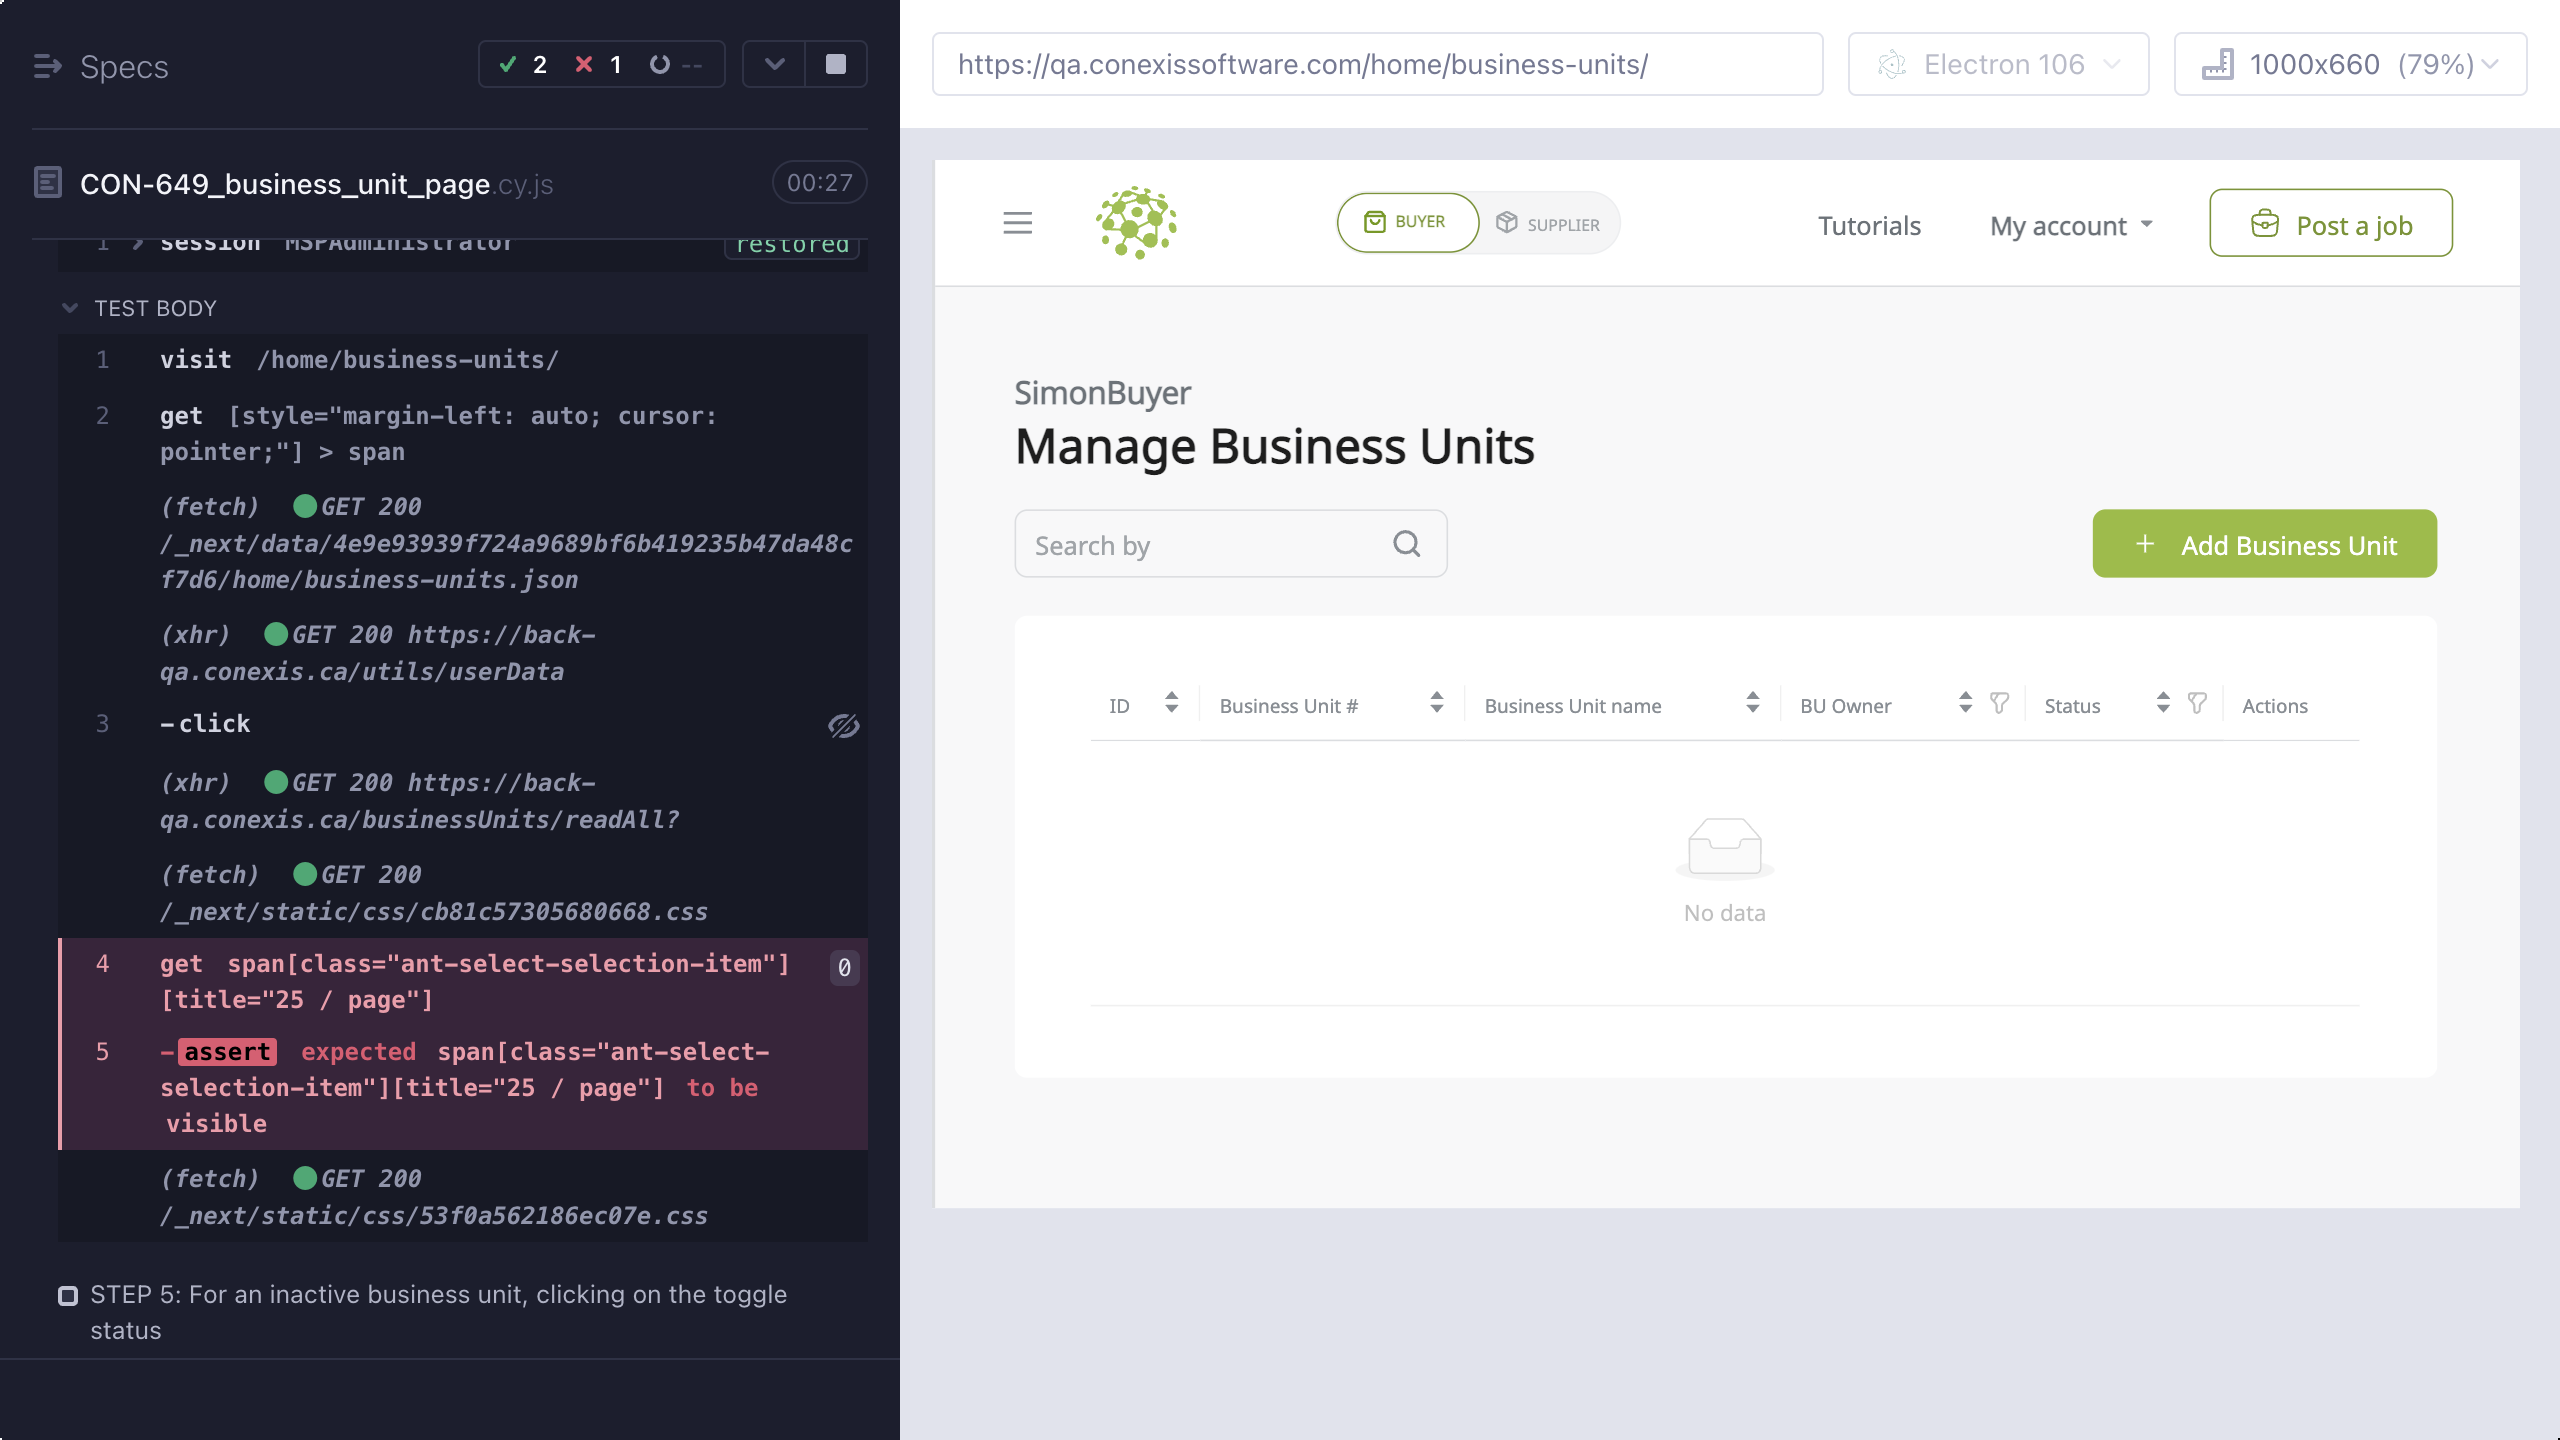 Specs
2
1
--
CON-649_business_unit_page.cy.js
00:27
1 session MSPAdministrator restored
TEST BODY
1 visit /home/business-units/
2 get [style="margin-left: auto; cursor:
pointer;"] > span
(fetch) GET 200
/_next/data/4e9e93939f724a9689bf6b419235b47da48c
f7d6/home/business-units.json
(xhr) GET 200 https://back-
qa.conexis.ca/utils/userData
3 -click
(xhr) GET 200 https://back-
qa.conexis.ca/businessUnits/readAll?
(fetch) GET 200
/_next/static/css/cb81c57305680668.css
4 get span[class="ant-select-selection-item"]
[title="25 / page"]
0
5 -assert expected span[class="ant-select-
selection-item"][title="25 / page"] to be
visible
(fetch) GET 200
/_next/static/css/53f0a562186ec07e.css
STEP 5: For an inactive business unit, clicking on the toggle
status
https://qa.conexissoftware.com/home/business-units/
Electron 106
1000x660 (79%)
BUYER
SUPPLIER
Tutorials
My account
Post a job
SimonBuyer
Manage Business Units
Search by
+ Add Business Unit
ID
Business Unit #
Business Unit name
BU Owner
Status
Actions
No data